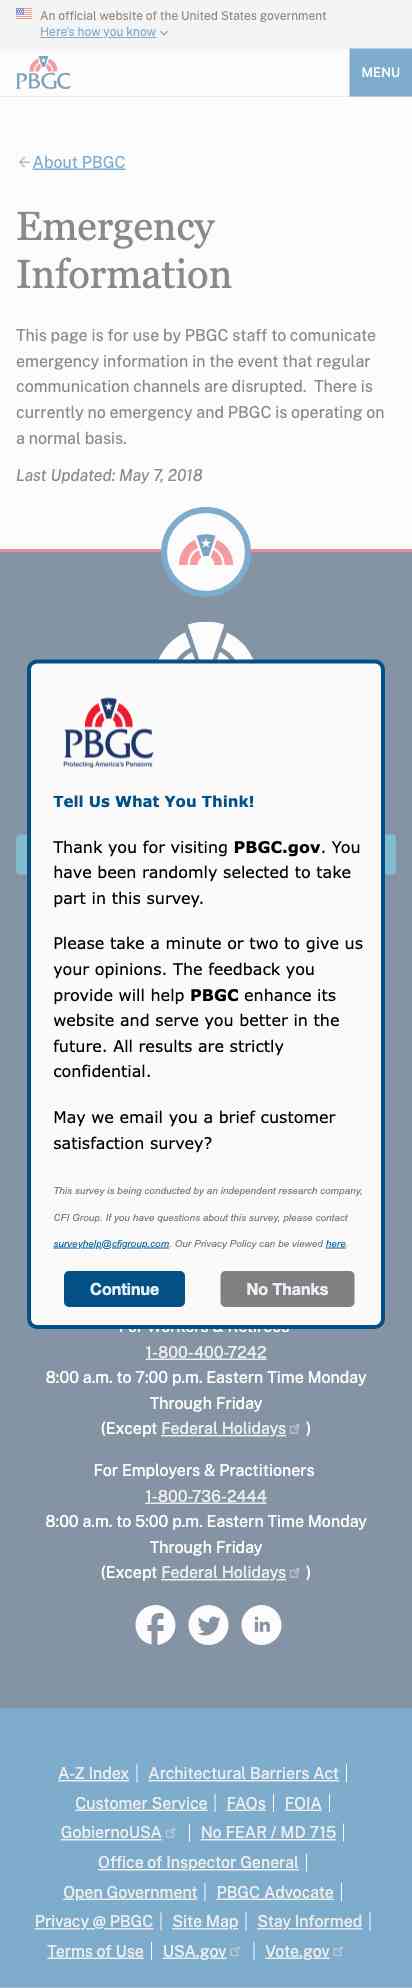 An official website of the United States government
Here's how you know
PBGC
MENU
About PBGC
Emergency
Information
This page is for use by PBGC staff to comunicate
emergency information in the event that regular
communication channels are disrupted.  There is
currently no emergency and PBGC is operating on
a normal basis.
Last Updated: May 7, 2018
PBGC
Protecting America's Pensions
Tell Us What You Think!
Thank you for visiting PBGC.gov. You
have been randomly selected to take
part in this survey.
Please take a minute or two to give us
your opinions. The feedback you
provide will help PBGC enhance its
website and serve you better in the
future. All results are strictly
confidential.
May we email you a brief customer
satisfaction survey?
This survey is being conducted by an independent research company,
CFI Group. If you have questions about this survey, please contact
surveyhelp@cfigroup.com. Our Privacy Policy can be viewed here.
Continue
No Thanks
For Workers & Retirees
1-800-400-7242
8:00 a.m. to 7:00 p.m. Eastern Time Monday
Through Friday
(Except Federal Holidays )
For Employers & Practitioners
1-800-736-2444
8:00 a.m. to 5:00 p.m. Eastern Time Monday
Through Friday
(Except Federal Holidays )
A-Z Index | Architectural Barriers Act |
Customer Service | FAQs | FOIA |
GobiernoUSA | No FEAR / MD 715 |
Office of Inspector General |
Open Government | PBGC Advocate |
Privacy @ PBGC | Site Map | Stay Informed |
Terms of Use | USA.gov | Vote.gov